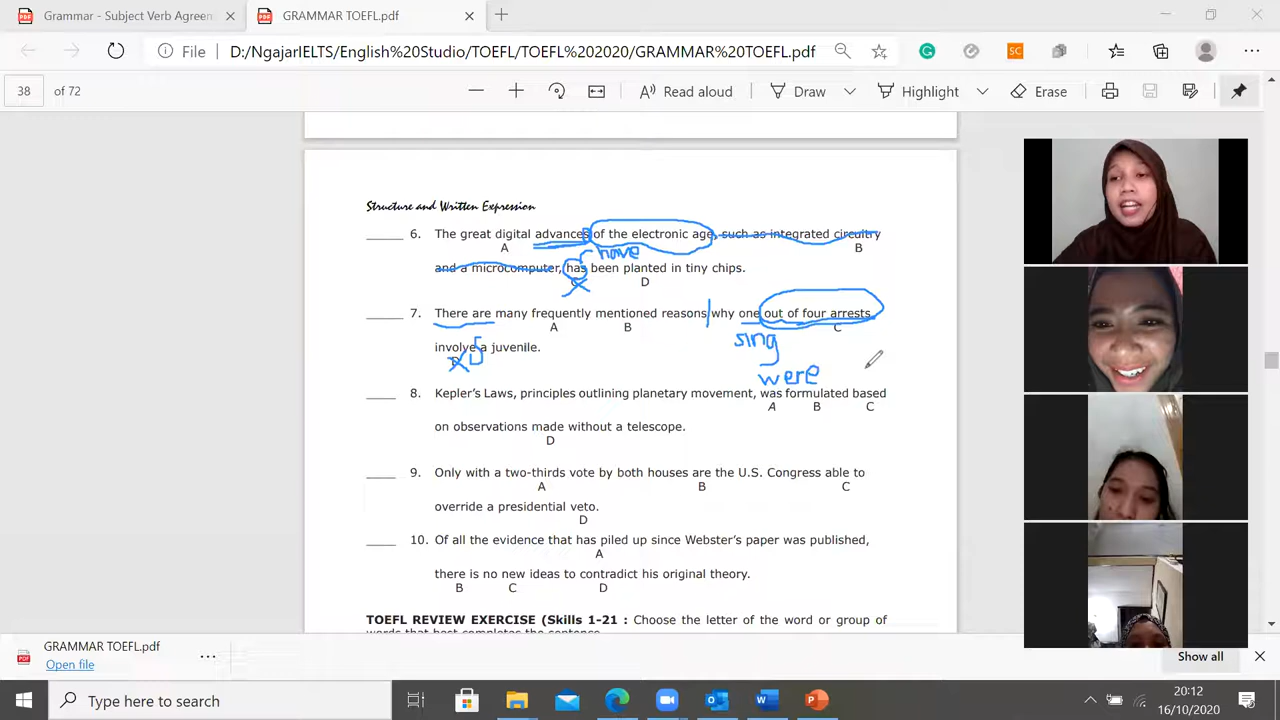 Grammar - Subject Verb Agreen
GRAMMAR TOEFL.pdf
File
D:/NgajarIELTS/English%20Studio/TOEFL/TOEFL%202020/GRAMMAR%20TOEFL.pdf
38 of 72
Read aloud
Draw
Highlight
Erase
Structure and Written Expression
_____ 6. The great digital advances of the electronic age, such as integrated circuitry
A B
have
and a microcomputer, has been planted in tiny chips.
C D
_____ 7. There are many frequently mentioned reasons why one out of four arrests
A B C
sing
involve a juvenile.
D
S
were
_____ 8. Kepler's Laws, principles outlining planetary movement, was formulated based
A B C
on observations made without a telescope.
D
_____ 9. Only with a two-thirds vote by both houses are the U.S. Congress able to
A B C
override a presidential veto.
D
_____ 10. Of all the evidence that has piled up since Webster's paper was published,
A
there is no new ideas to contradict his original theory.
B C D
TOEFL REVIEW EXERCISE (Skills 1-21 : Choose the letter of the word or group of
words that best completes the sentence
GRAMMAR TOEFL.pdf
Open file
Show all
Type here to search
20:12
16/10/2020